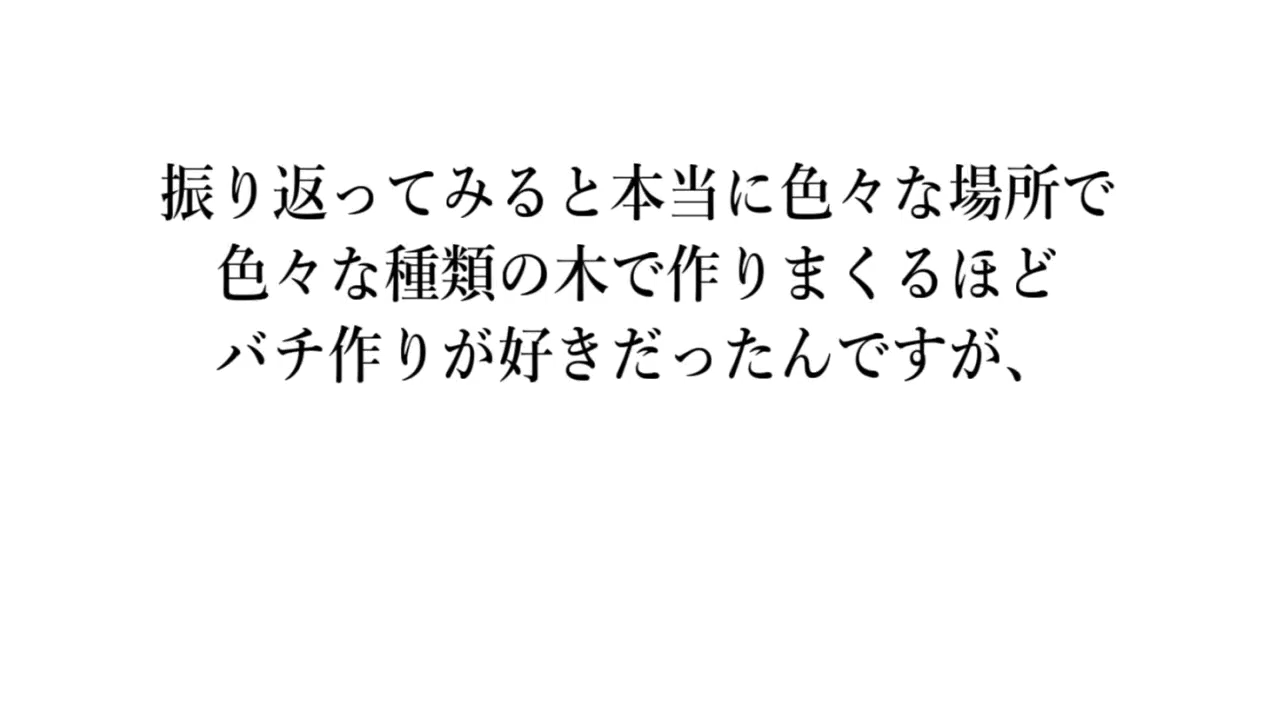 振り返ってみると本当に色々な場所で
色々な種類の木で作りまくるほど
バチ作りが好きだったんですが、